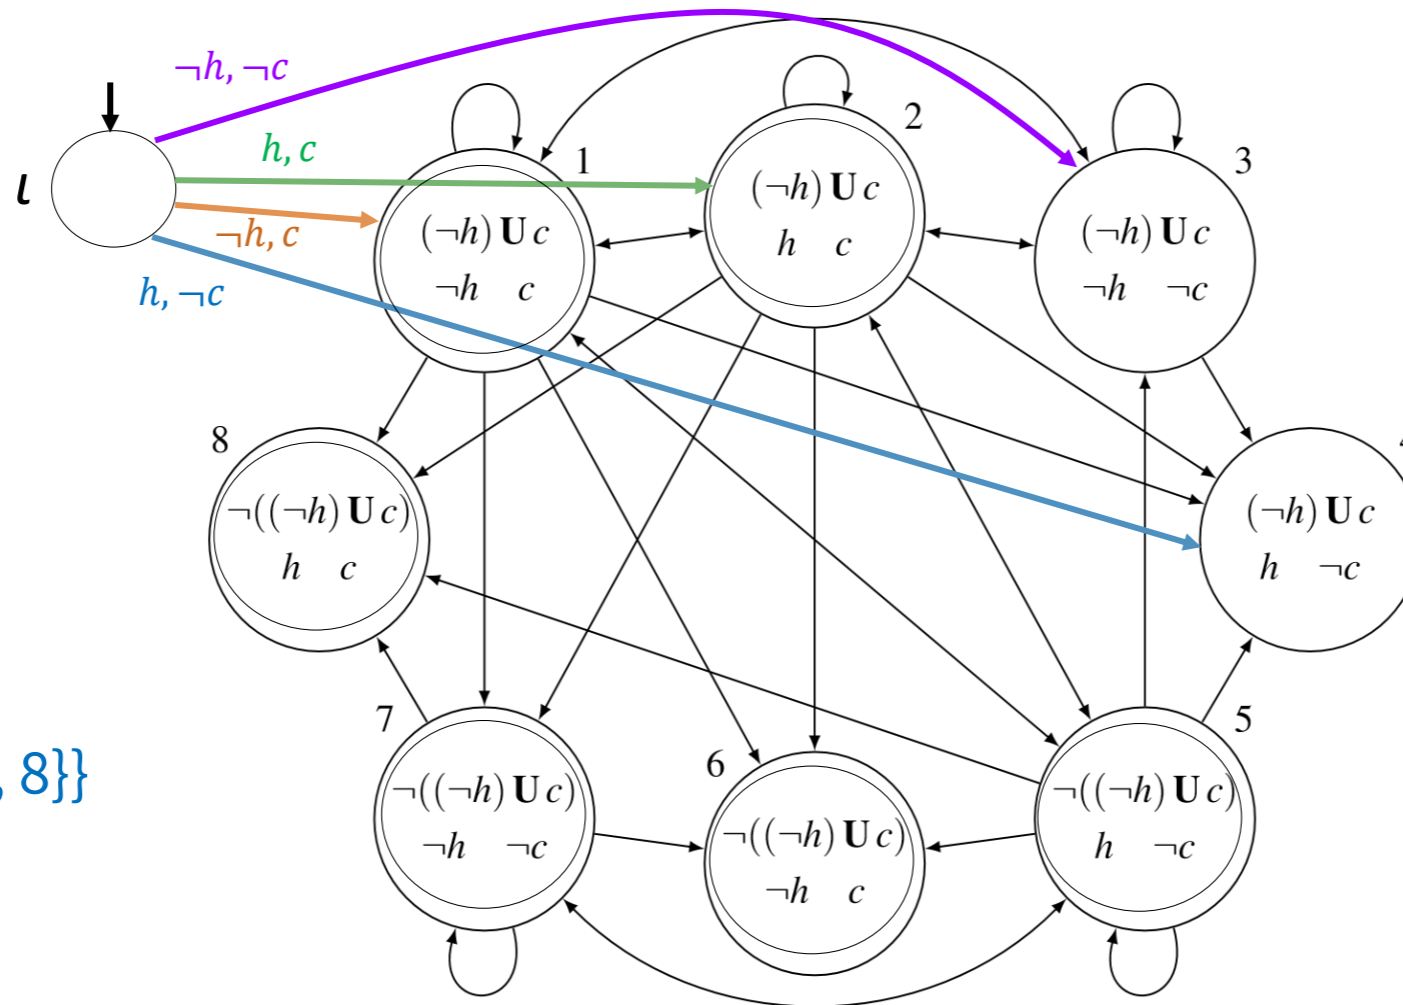 ¬h, ¬c
h, c
ι
¬h, c
h, ¬c
1
(¬h) U c
¬h c
2
(¬h) U c
h c
3
(¬h) U c
¬h ¬c
8
¬((¬h) U c)
h c
(¬h) U c
h ¬c
, 8}}
7
¬((¬h) U c)
¬h ¬c
6
¬((¬h) U c)
¬h c
5
¬((¬h) U c)
h ¬c